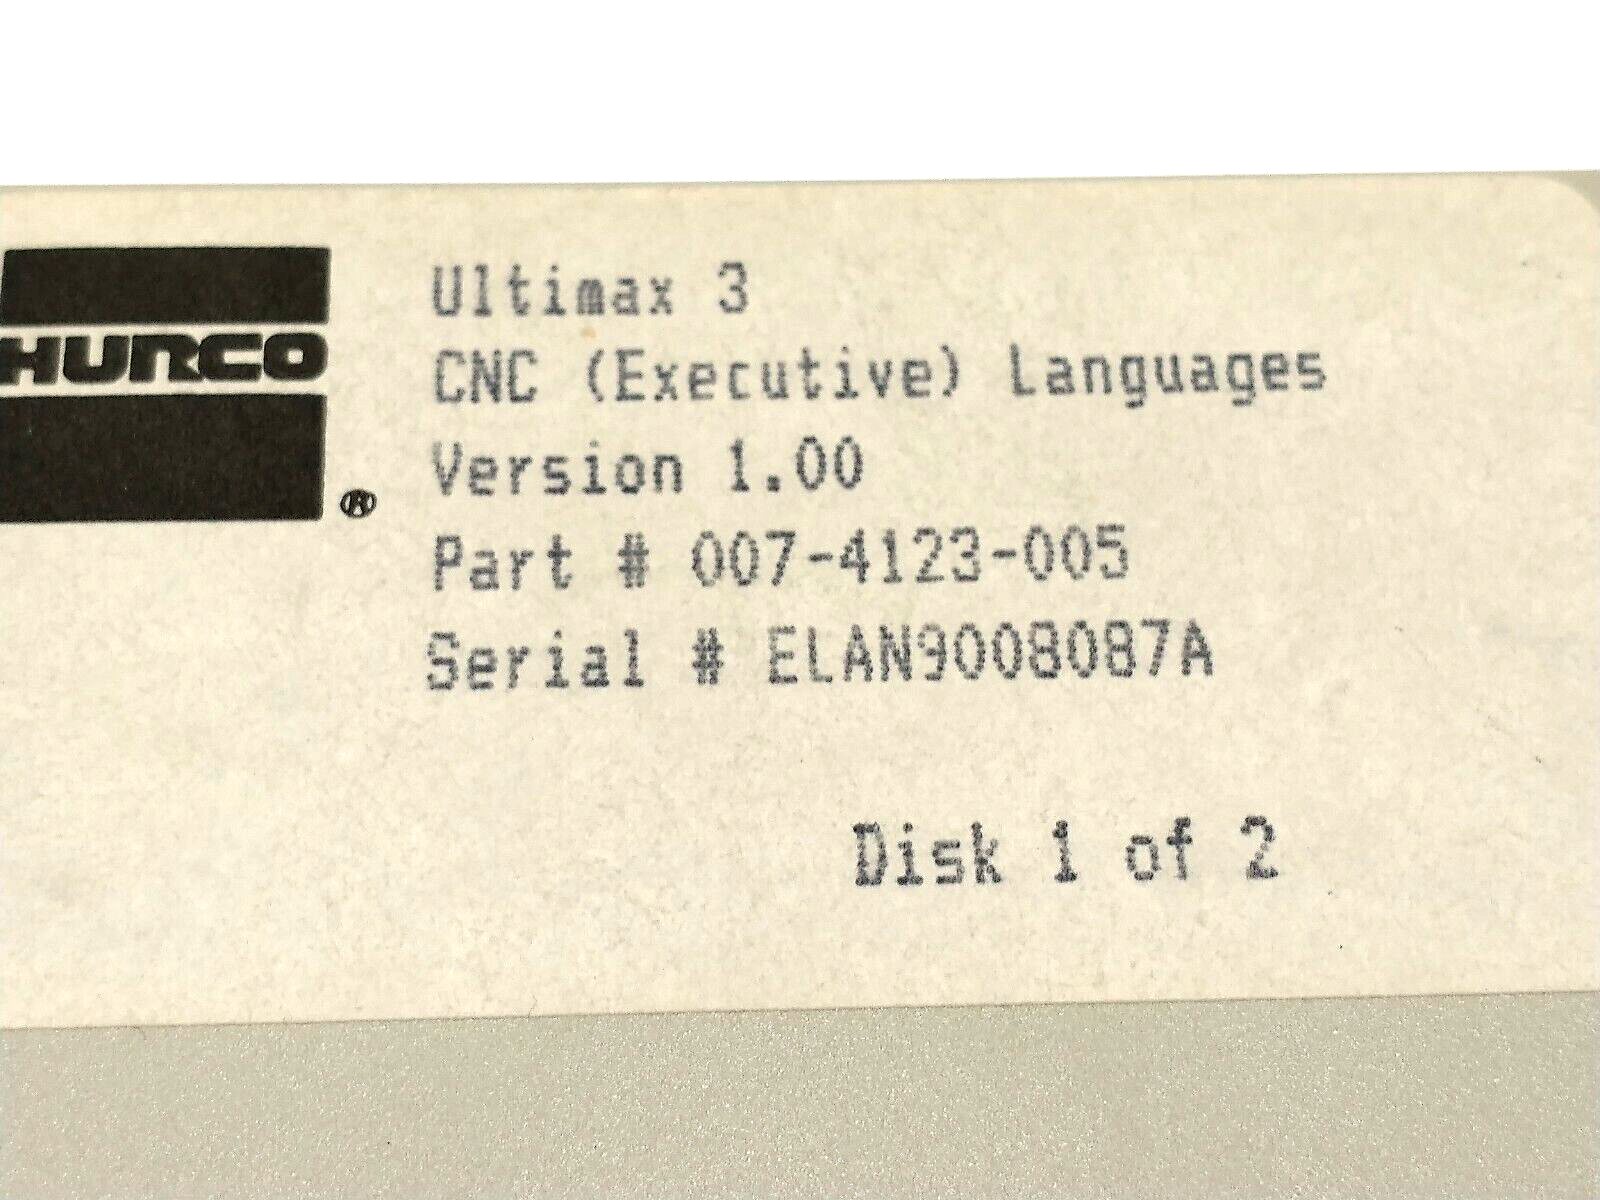 HURCO
®
Ultimax 3
CNC (Executive) Languages
Version 1.00
Part # 007-4123-005
Serial # ELAN9008087A
Disk 1 of 2